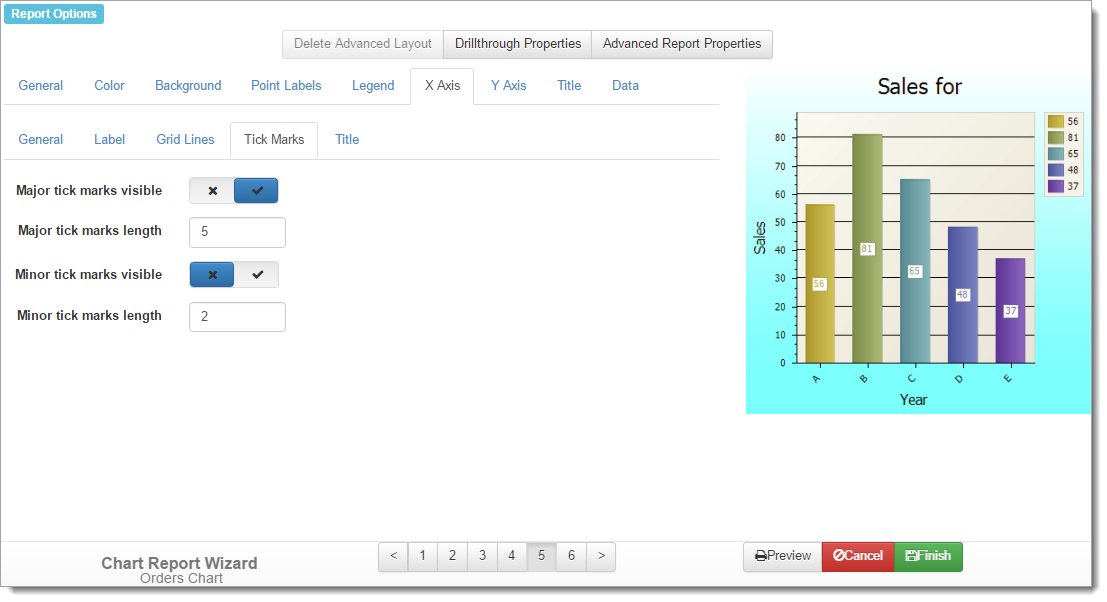 Report Options
Delete Advanced Layout Drillthrough Properties Advanced Report Properties
General Color Background Point Labels Legend X Axis Y Axis Title Data
General Label Grid Lines Tick Marks Title
Major tick marks visible
Major tick marks length 5
Minor tick marks visible
Minor tick marks length 2
Sales for
56
81
65
48
37
Sales
80
70
60
50
40
30
20
10
0
56
81
65
48
37
A B C D E
Year
Chart Report Wizard
Orders Chart
< 1 2 3 4 5 6 >
Preview Cancel Finish